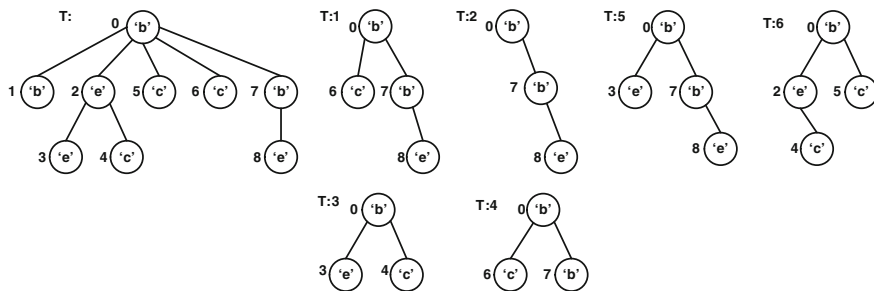 T: 0 'b' T:1 0 'b' T:2 0 'b' T:5 0 'b' T:6 0 'b'
1 'b' 2 'e' 5 'c' 6 'c' 7 'b' 6 'c' 7 'b' 7 'b' 3 'e' 7 'b' 2 'e' 5 'c'
3 'e' 4 'c' 8 'e' 8 'e' 8 'e' 8 'e' 4 'c'
T:3 0 'b' T:4 0 'b'
3 'e' 4 'c' 6 'c' 7 'b'